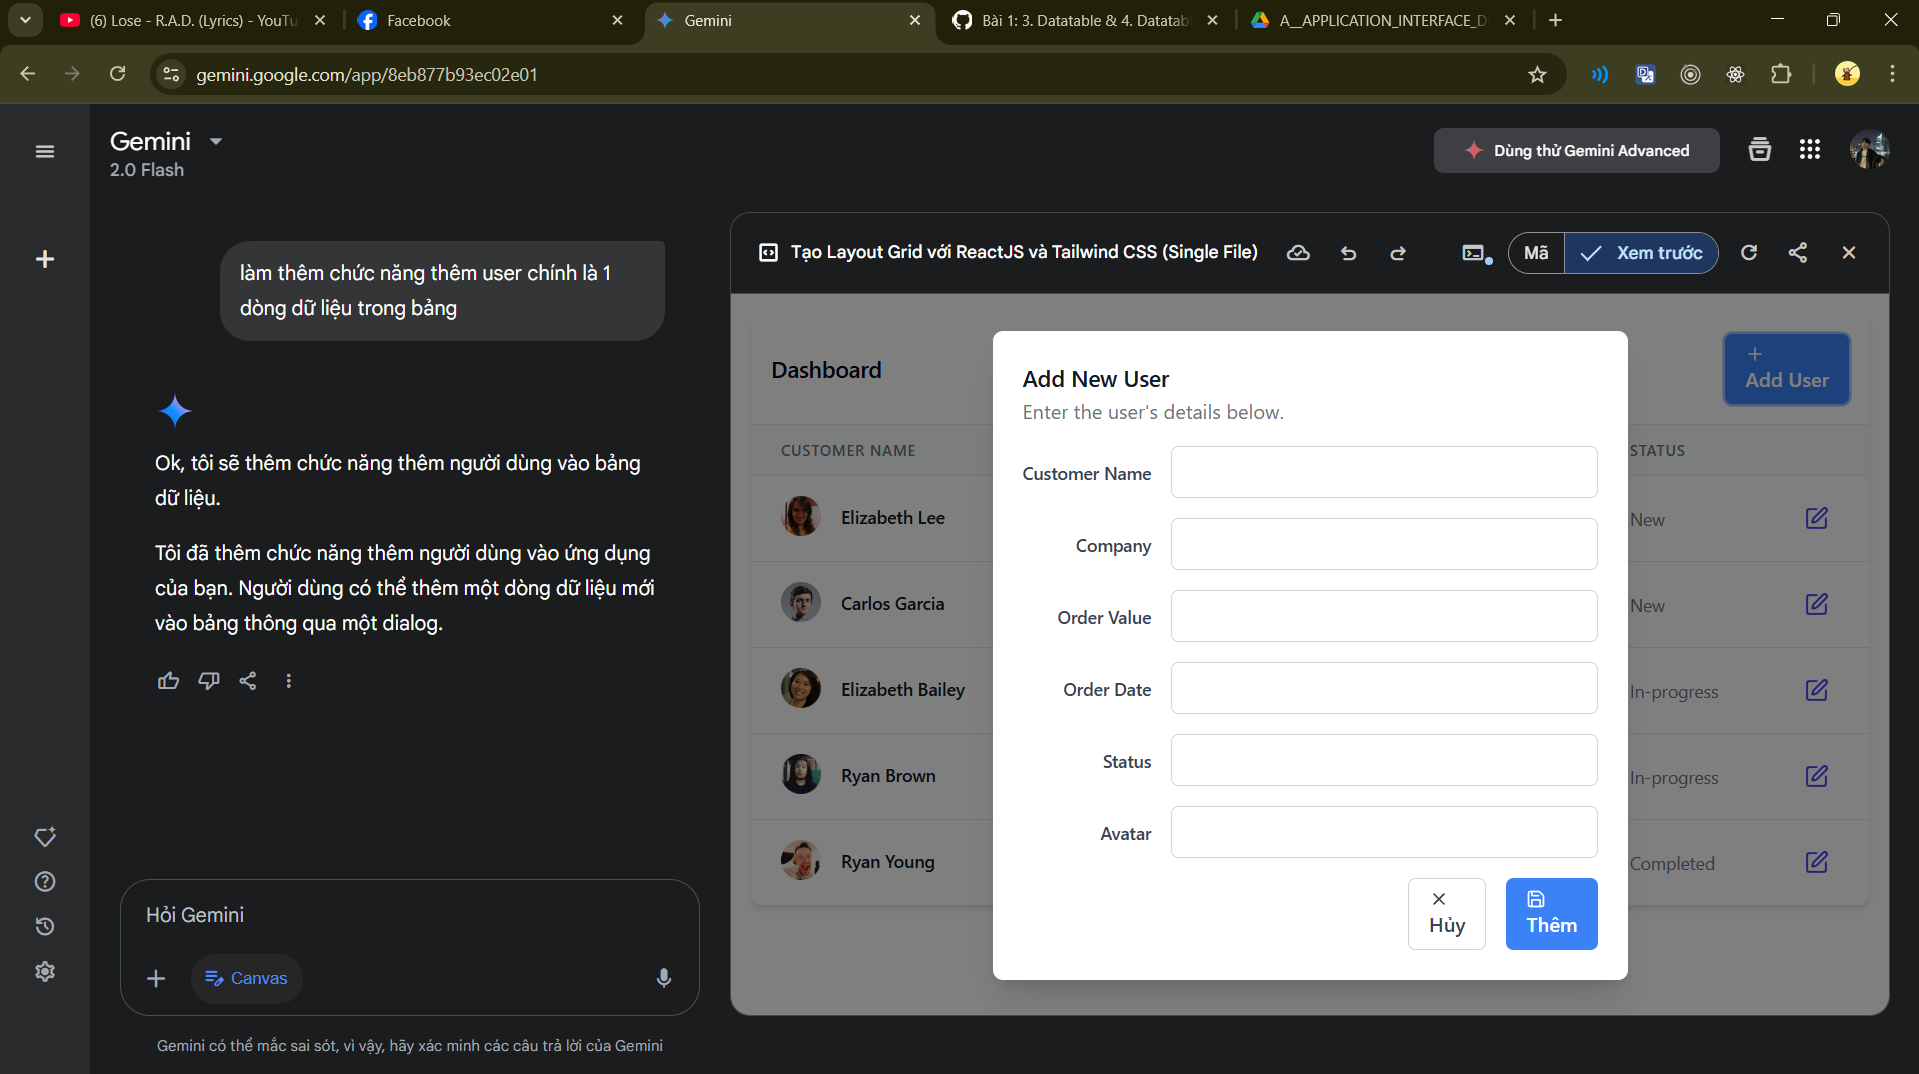 (6) Lose - R.A.D. (Lyrics) - YouTu
Facebook
Gemini
Bài 1: 3. Datatable & 4. Datatab
A__APPLICATION_INTERFACE_D
gemini.google.com/app/8eb877b93ec02e01
Gemini
2.0 Flash
Dùng thử Gemini Advanced
làm thêm chức năng thêm user chính là 1
dòng dữ liệu trong bảng
Ok, tôi sẽ thêm chức năng thêm người dùng vào bảng
dữ liệu.
Tôi đã thêm chức năng thêm người dùng vào ứng dụng
của bạn. Người dùng có thể thêm một dòng dữ liệu mới
vào bảng thông qua một dialog.
Hỏi Gemini
Canvas
Gemini có thể mắc sai sót, vì vậy, hãy xác minh các câu trả lời của Gemini
Tạo Layout Grid với ReactJS và Tailwind CSS (Single File)
Mã
Xem trước
Dashboard
Add User
CUSTOMER NAME
STATUS
Elizabeth Lee
New
Carlos Garcia
New
Elizabeth Bailey
In-progress
Ryan Brown
In-progress
Ryan Young
Completed
Add New User
Enter the user's details below.
Customer Name
Company
Order Value
Order Date
Status
Avatar
Hủy
Thêm